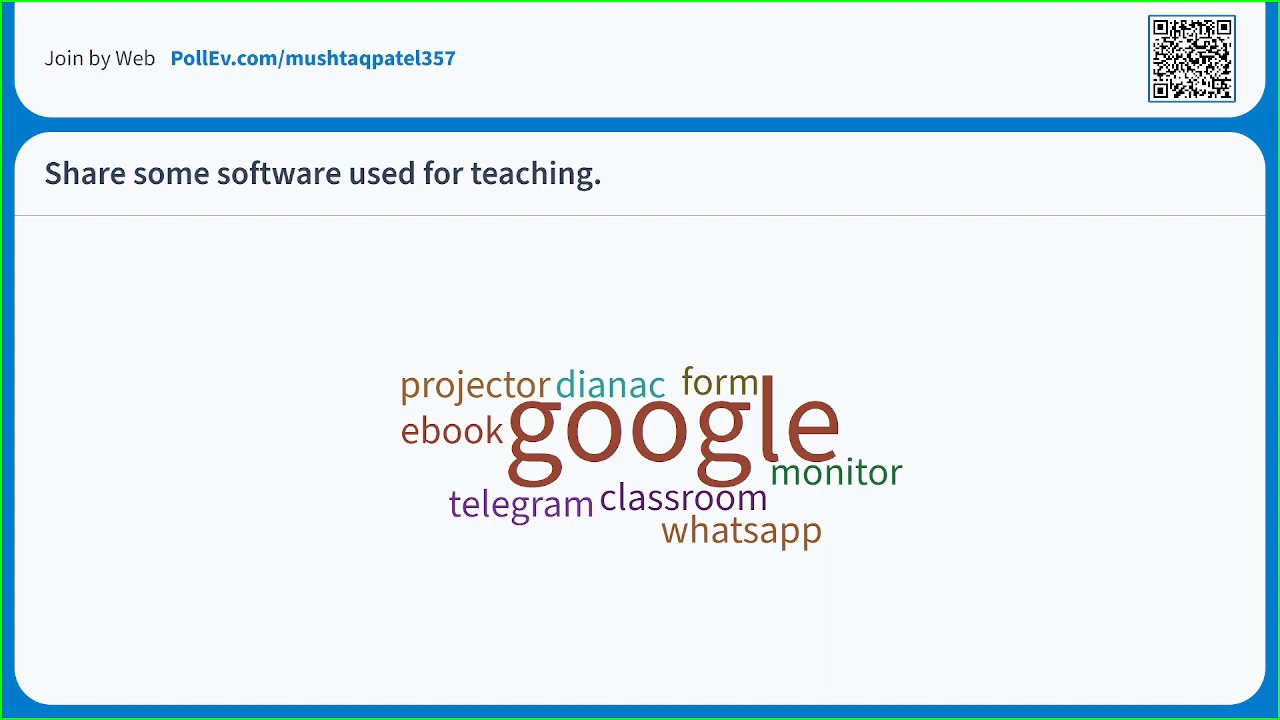 Join by Web PollEv.com/mushtaqpatel357
Share some software used for teaching.
projector dianac form
ebook google
monitor
telegram classroom
whatsapp